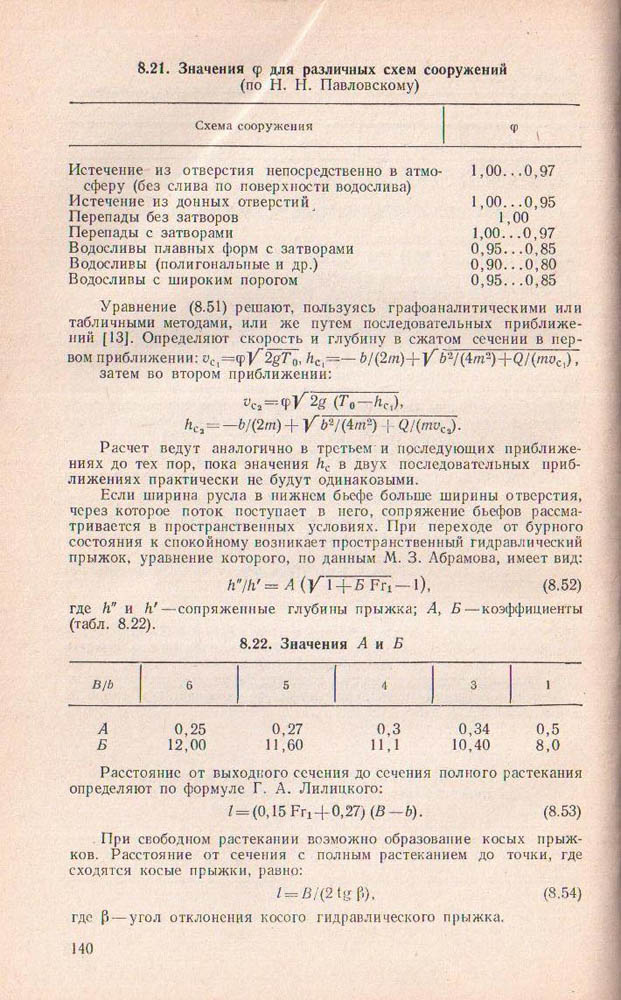 8.21. Значения φ для различных схем сооружений
(по Н. Н. Павловскому)
Схема сооружения φ
Истечение из отверстия непосредственно в атмо- 1,00...0,97
сферу (без слива по поверхности водослива)
Истечение из донных отверстий 1,00...0,95
Перепады без затворов 1,00
Перепады с затворами 1,00...0,97
Водосливы плавных форм с затворами 0,95...0,85
Водосливы (полигональные и др.) 0,90...0,80
Водосливы с широким порогом 0,95...0,85
Уравнение (8.51) решают, пользуясь графоаналитическими или
табличными методами, или же путем последовательных приближе-
ний [13]. Определяют скорость и глубину в сжатом сечении в пер-
вом приближении: v_c₁=φ√2gT₀, h_c₁=— b/(2m)+√b²/(4m²)+Q/(mv_c₁),
затем во втором приближении:
v_c₂=φ√2g (T₀—h_c₁),
h_c₂=—b/(2m)+√b²/(4m²)+Q/(mv_c₂).
Расчет ведут аналогично в третьем и последующих приближе-
ниях до тех пор, пока значения h_c в двух последовательных приб-
лижениях практически не будут одинаковыми.
Если ширина русла в нижнем бьефе больше ширины отверстия,
через которое поток поступает в него, сопряжение бьефов рассма-
тривается в пространственных условиях. При переходе от бурного
состояния к спокойному возникает пространственный гидравлический
прыжок, уравнение которого, по данным М. З. Абрамова, имеет вид:
h″/h′= A (√1+Б Fr₁—1), (8.52)
где h″ и h′—сопряженные глубины прыжка; А, Б—коэффициенты
(табл. 8.22).
8.22. Значения А и Б
B/b 6 5 4 3 1
А 0,25 0,27 0,3 0,34 0,5
Б 12,00 11,60 11,1 10,40 8,0
Расстояние от выходного сечения до сечения полного растекания
определяют по формуле Г. А. Лилицкого:
l=(0,15 Fr₁+0,27) (B—b). (8.53)
При свободном растекании возможно образование косых прыж-
ков. Расстояние от сечения с полным растеканием до точки, где
сходятся косые прыжки, равно:
l=B/(2 tg β), (8.54)
где β—угол отклонения косого гидравлического прыжка.
140